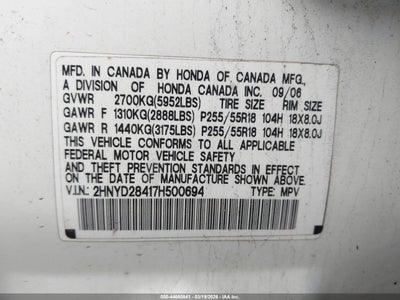 MFD. IN CANADA BY HONDA OF CANADA MFG.,
A DIVISION OF HONDA CANADA INC. 09/06
GVWR 2700KG(5952LBS) TIRE SIZE RIM SIZE
GAWR F 1310KG(2888LBS) P255/55R18 104H 18X8.0J
GAWR R 1440KG(3175LBS) P255/55R18 104H 18X8.0J
THIS VEHICLE CONFORMS TO ALL APPLICABLE
FEDERAL MOTOR VEHICLE SAFETY STANDARDS
IN EFFECT ON THE DATE OF MANUFACTURE
SHOWN ABOVE.
V.I.N.: 2HNYD28417H500694 TYPE: MPV